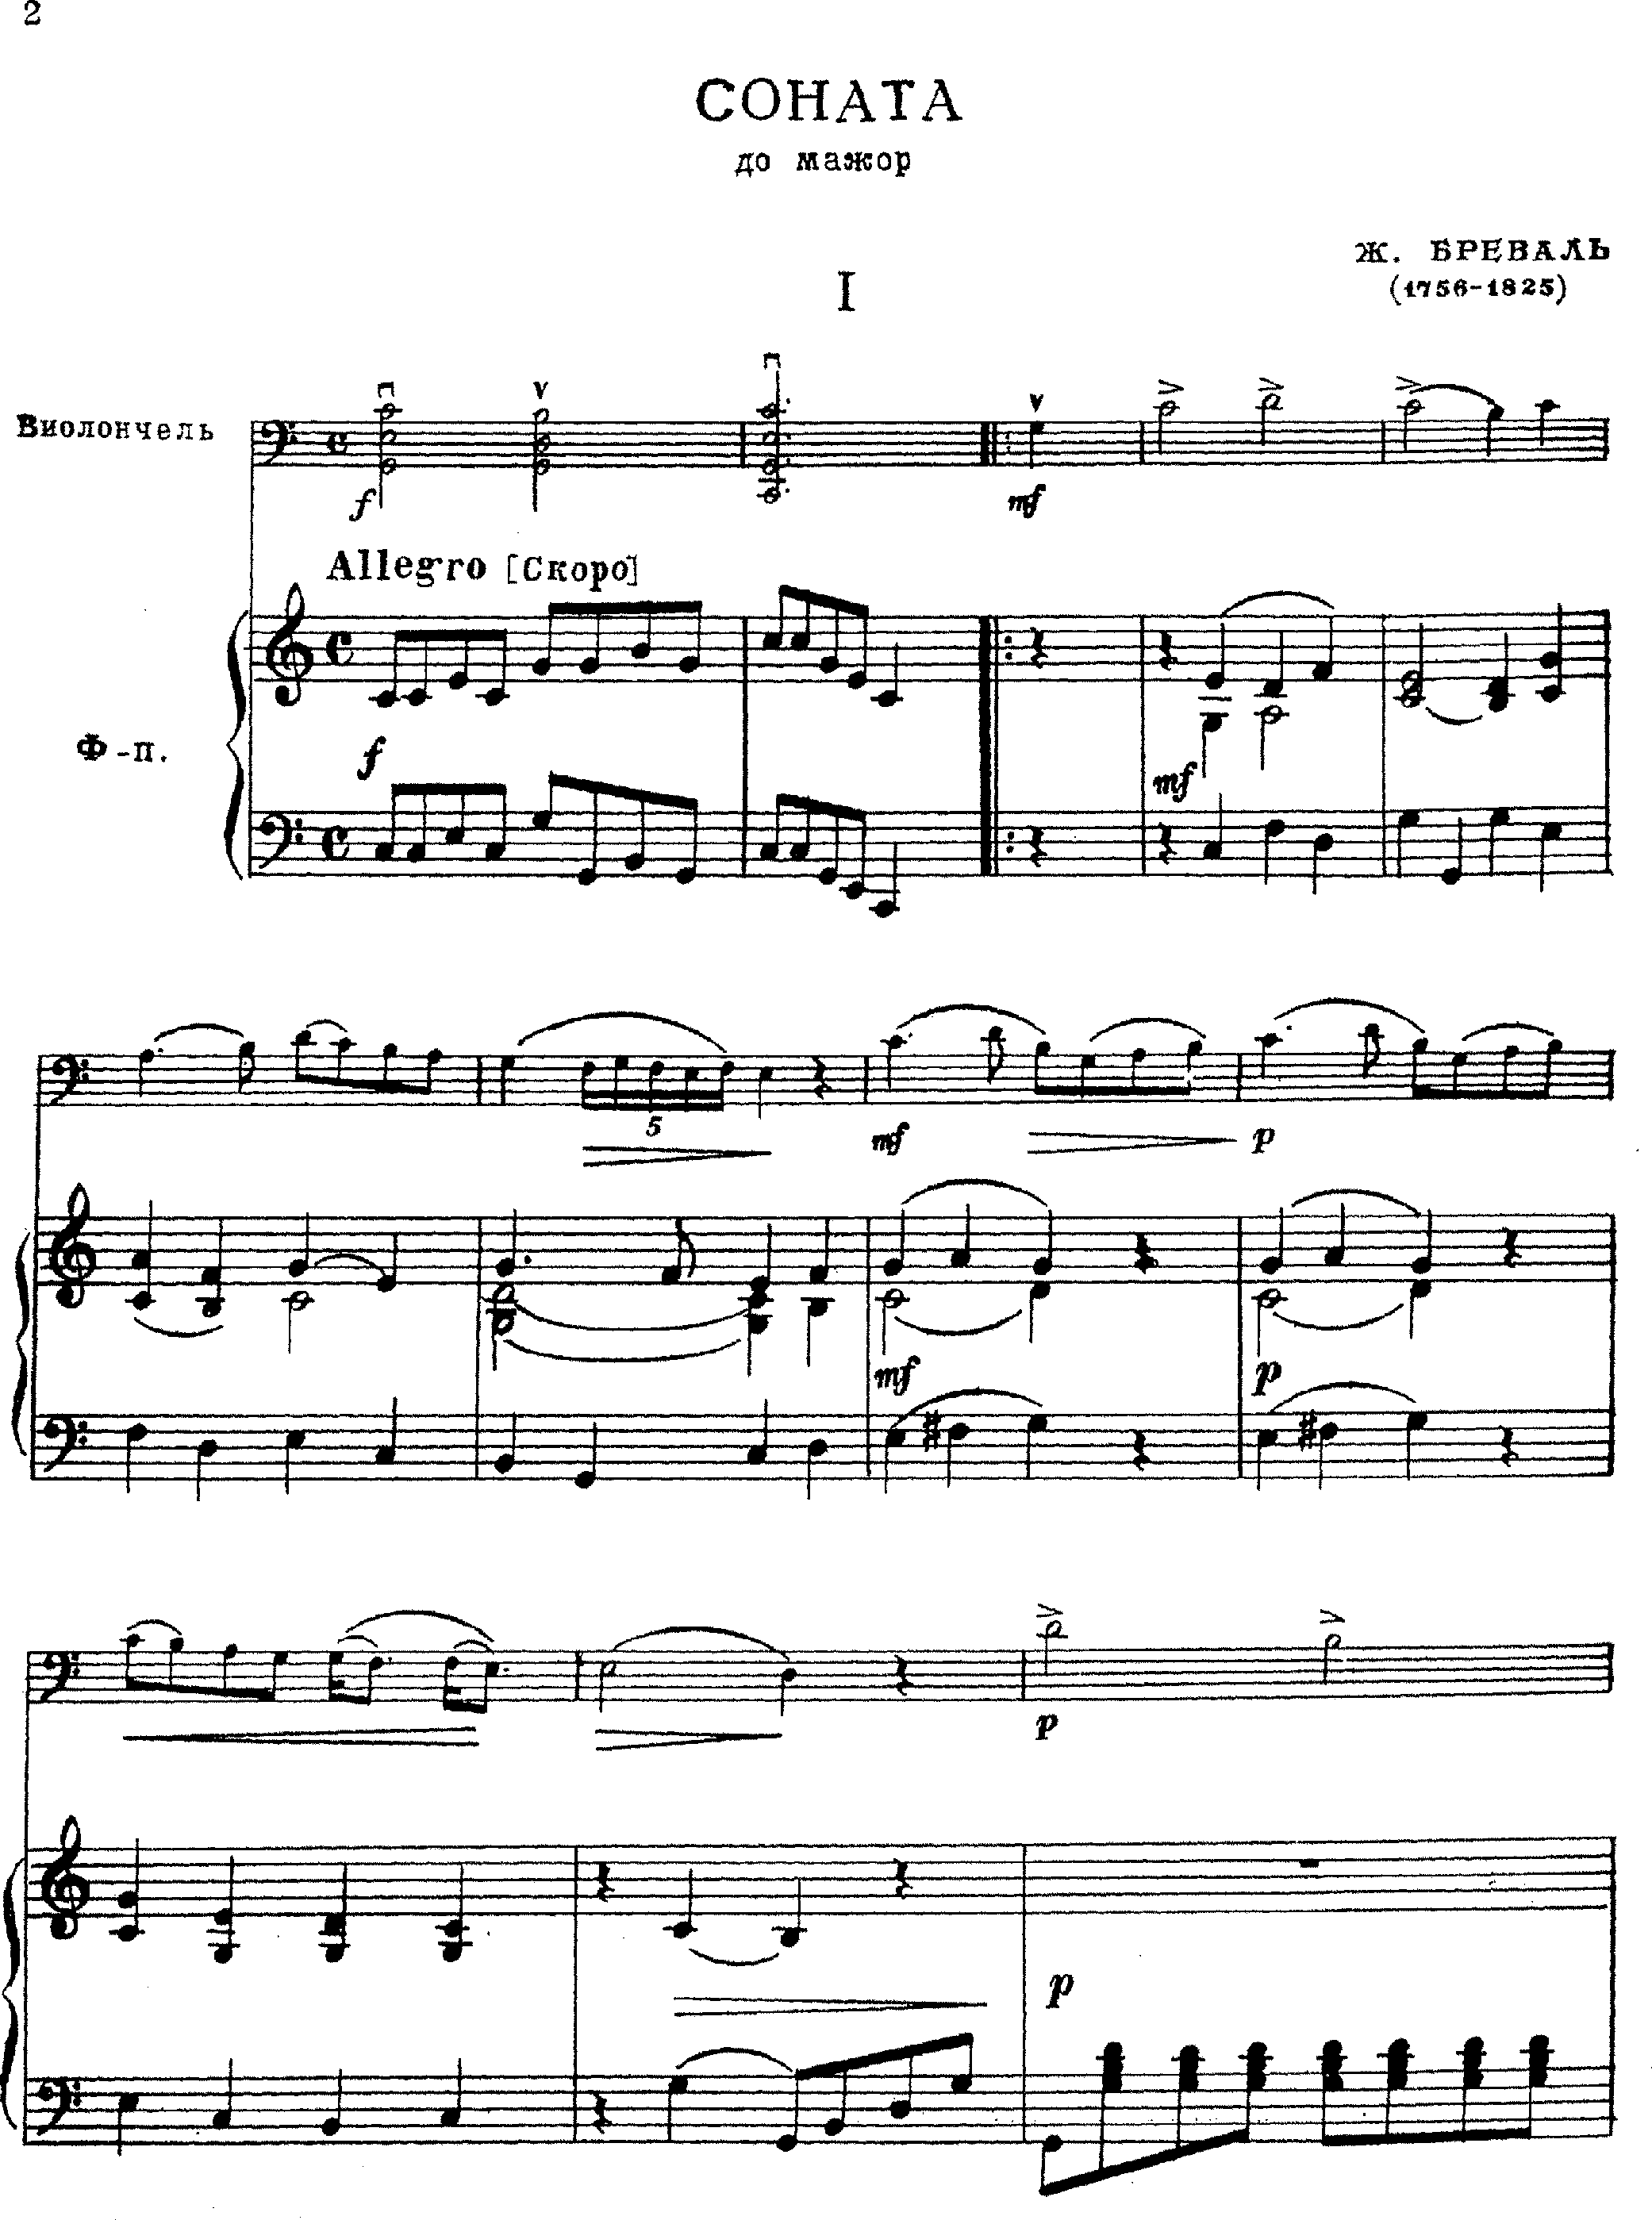 2
СОНАТА
до мажор
Ж. БРЕВАЛЬ
(1756-1825)
I
Виолончель
f
mf
Allegro [Скоро]
Ф-п.
f
mf
5
mf
p
mf
p
p
p